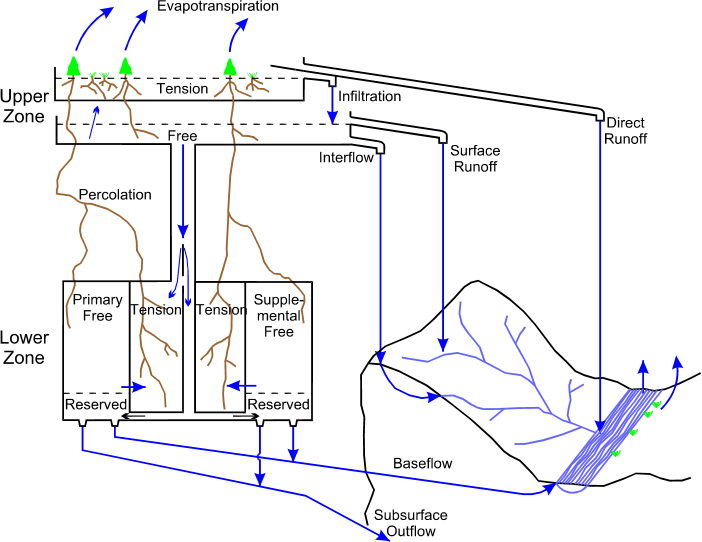 Evapotranspiration
Upper
Zone
Tension
Infiltration
Direct
Runoff
Free
Interflow
Surface
Runoff
Percolation
Lower
Zone
Primary
Free
Tension
Tension
Supple-
mental
Free
Reserved
Reserved
Baseflow
Subsurface
Outflow